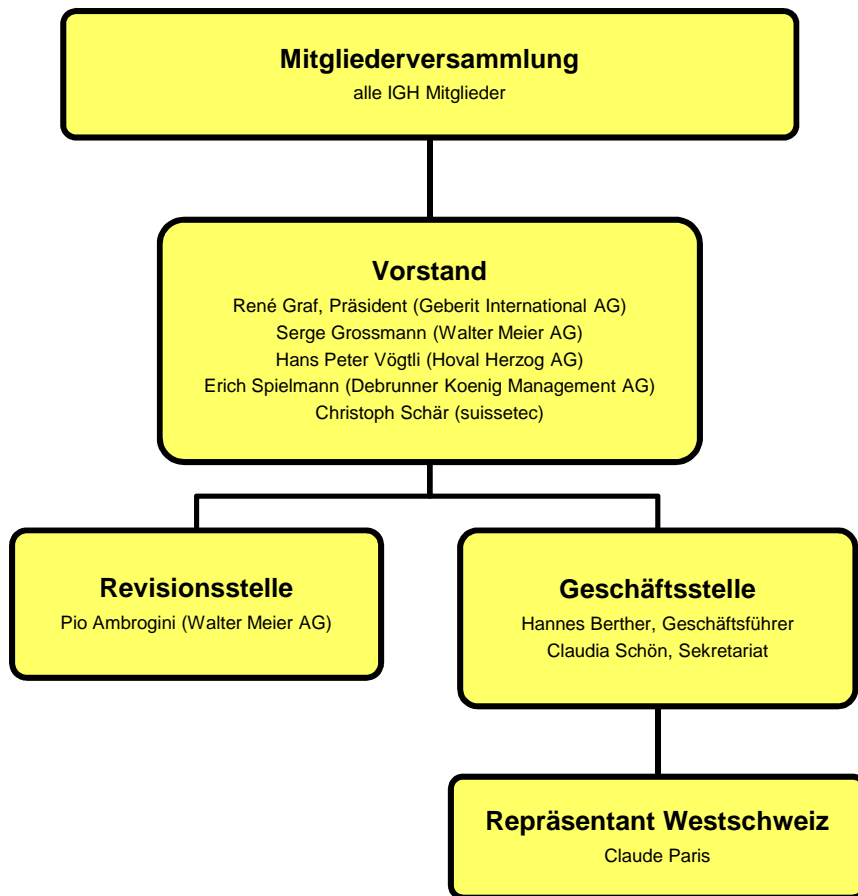 Mitgliederversammlung
alle IGH Mitglieder
Vorstand
René Graf, Präsident (Geberit International AG)
Serge Grossmann (Walter Meier AG)
Hans Peter Vögtli (Hoval Herzog AG)
Erich Spielmann (Debrunner Koenig Management AG)
Christoph Schär (suissetec)
Revisionsstelle
Pio Ambrogini (Walter Meier AG)
Geschäftsstelle
Hannes Berther, Geschäftsführer
Claudia Schön, Sekretariat
Repräsentant Westschweiz
Claude Paris